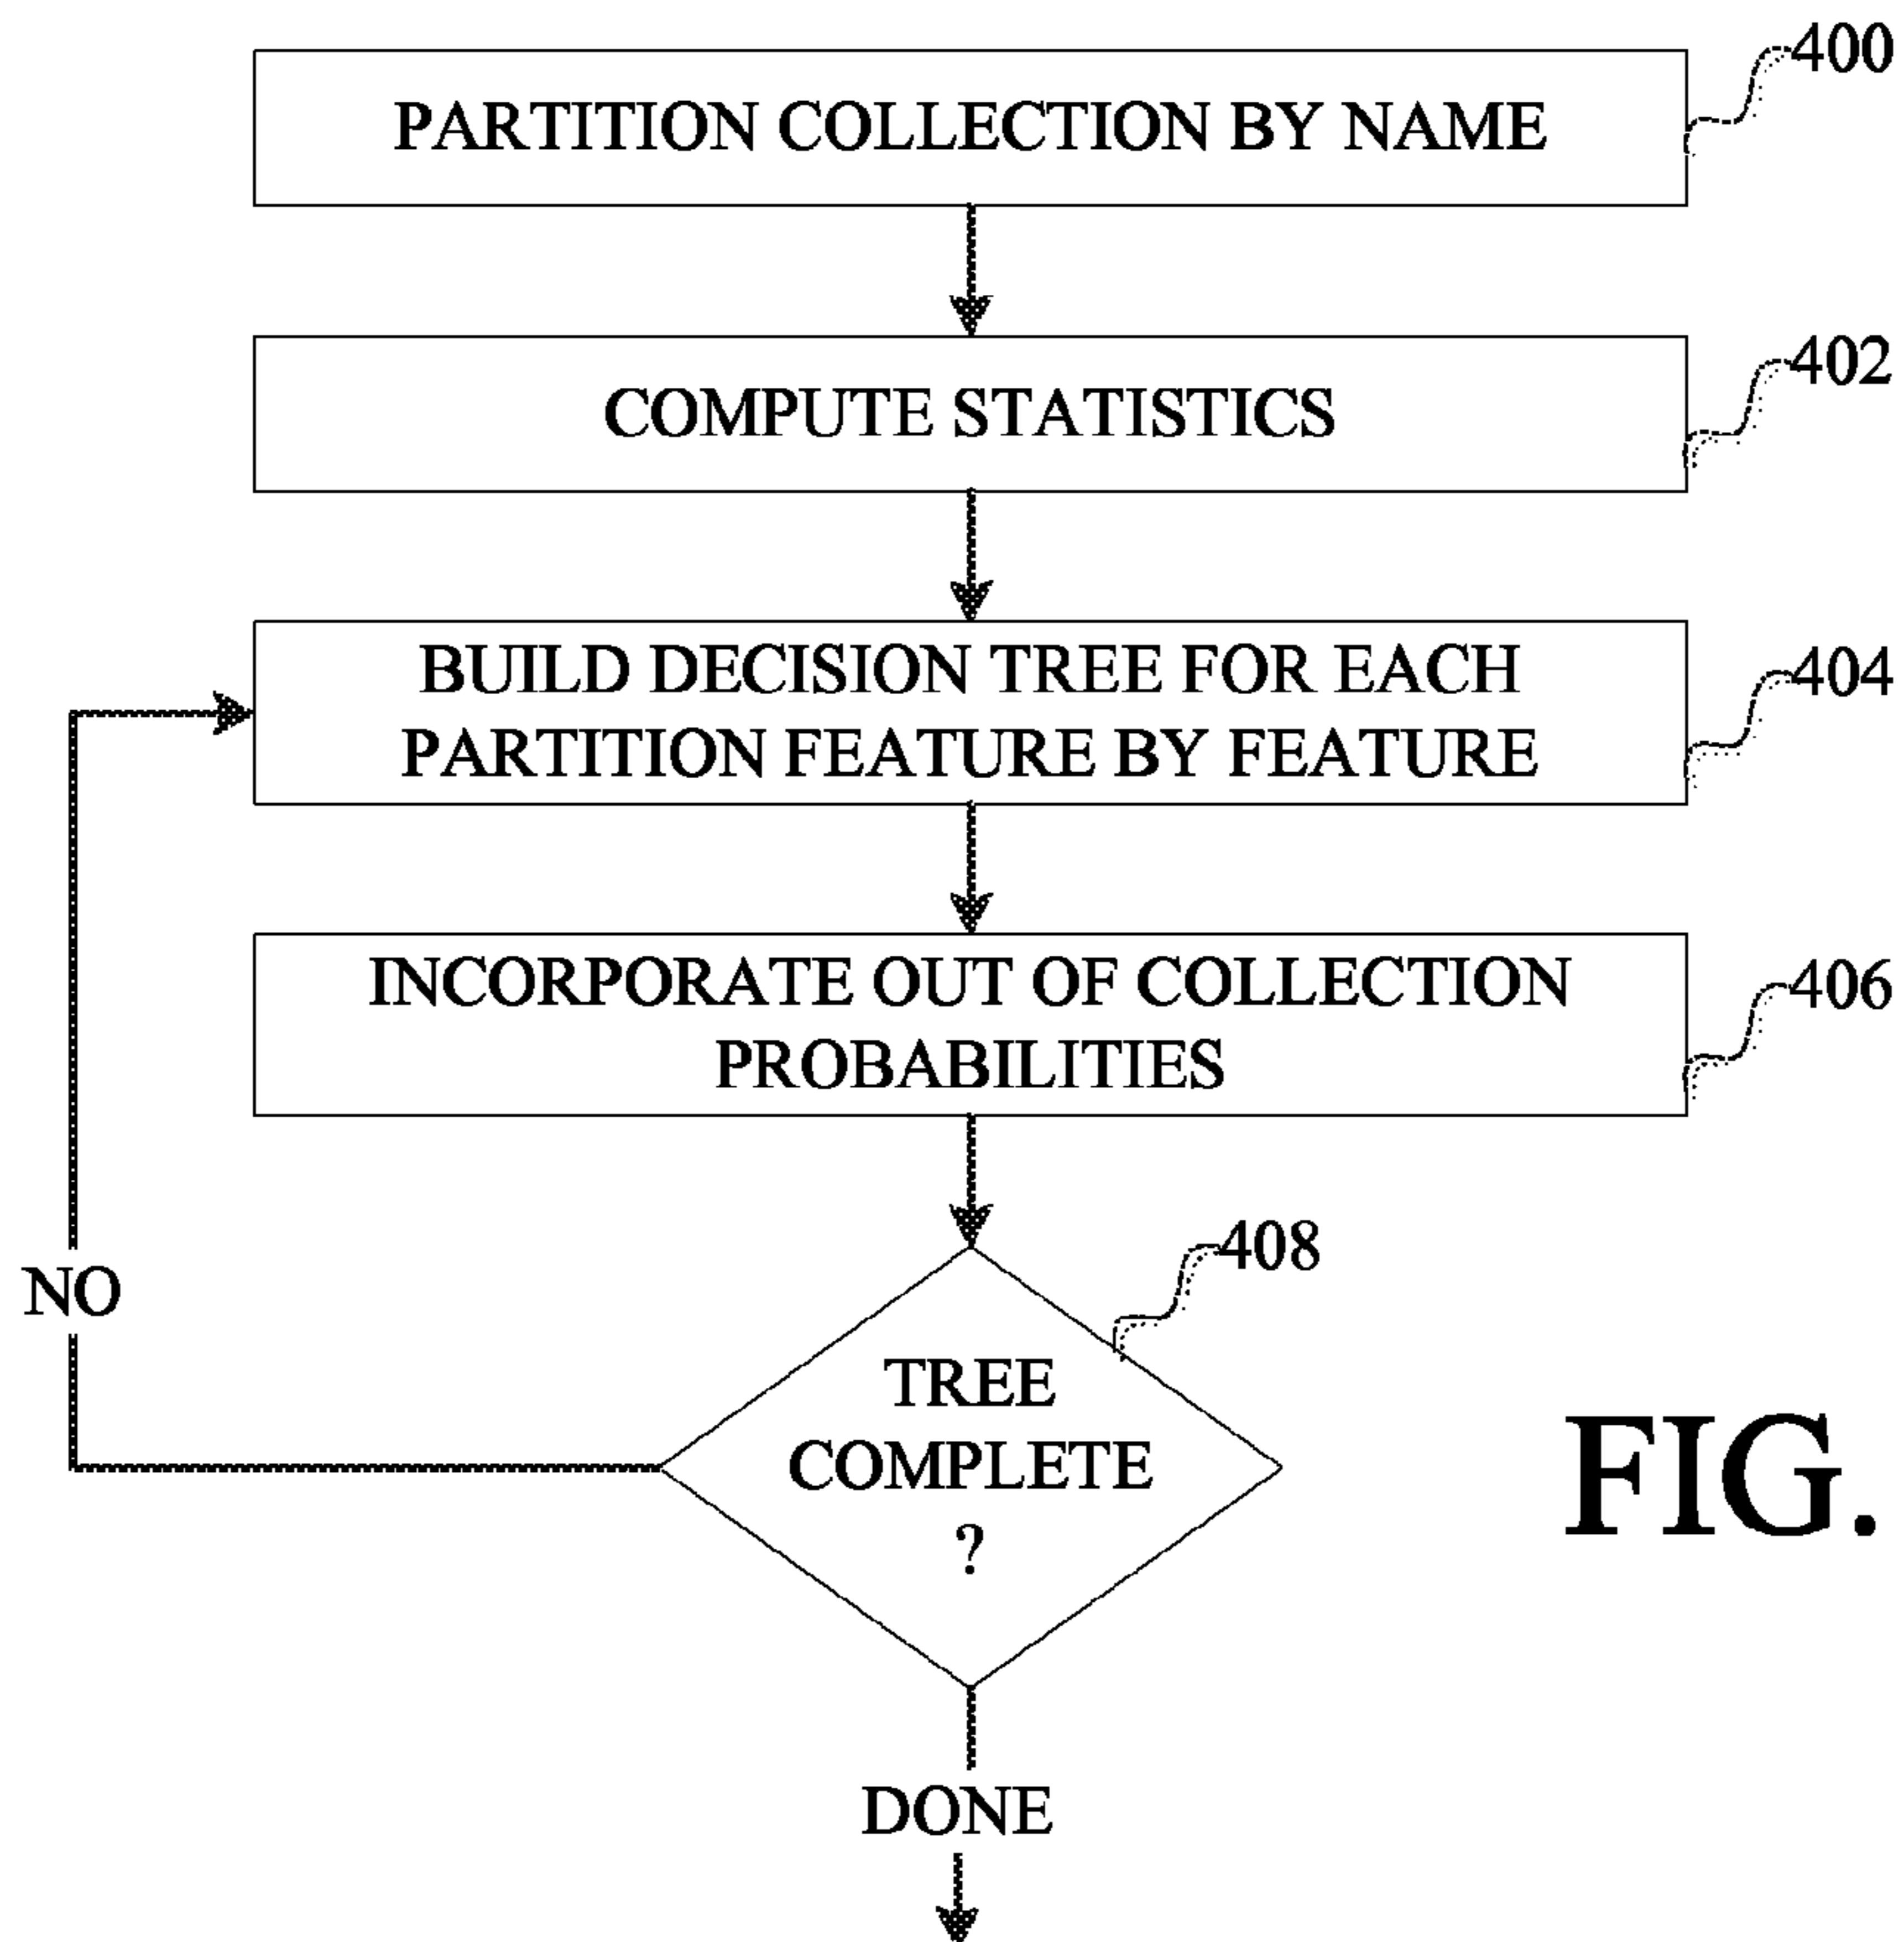 400
PARTITION COLLECTION BY NAME
402
COMPUTE STATISTICS
404
BUILD DECISION TREE FOR EACH
PARTITION FEATURE BY FEATURE
406
INCORPORATE OUT OF COLLECTION
PROBABILITIES
408
NO
TREE
COMPLETE
?
FIG.
DONE